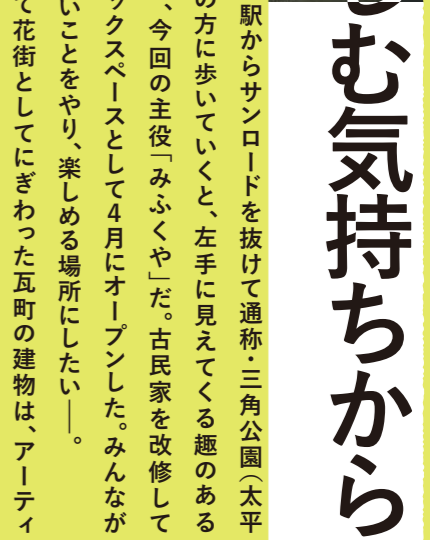 む気持ちから
駅からサンロードを抜けて通称・三角公園（太平
の方に歩いていくと、左手に見えてくる趣のある
、今回の主役「みふくや」だ。古民家を改修して
ックスペースとして4月にオープンした。みんなが
いことをやり、楽しめる場所にしたい――。
て花街としてにぎわった瓦町の建物は、アーティ